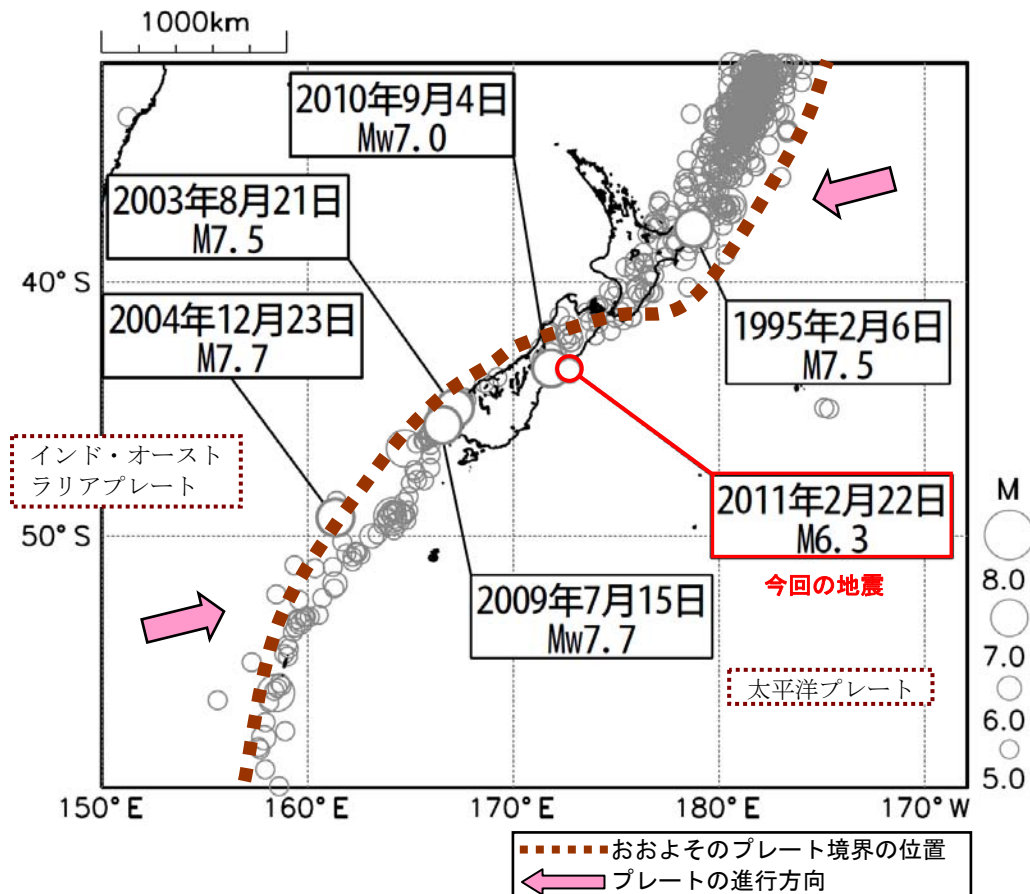 1000km
2010年9月4日
Mw7.0
2003年8月21日
M7.5
40°S
2004年12月23日
M7.7
1995年2月6日
M7.5
インド・オースト
ラリアプレート
2011年2月22日
M6.3
今回の地震
50°S
2009年7月15日
Mw7.7
太平洋プレート
M
8.0
7.0
6.0
5.0
150°E
160°E
170°E
180°E
170°W
おおよそのプレート境界の位置
プレートの進行方向